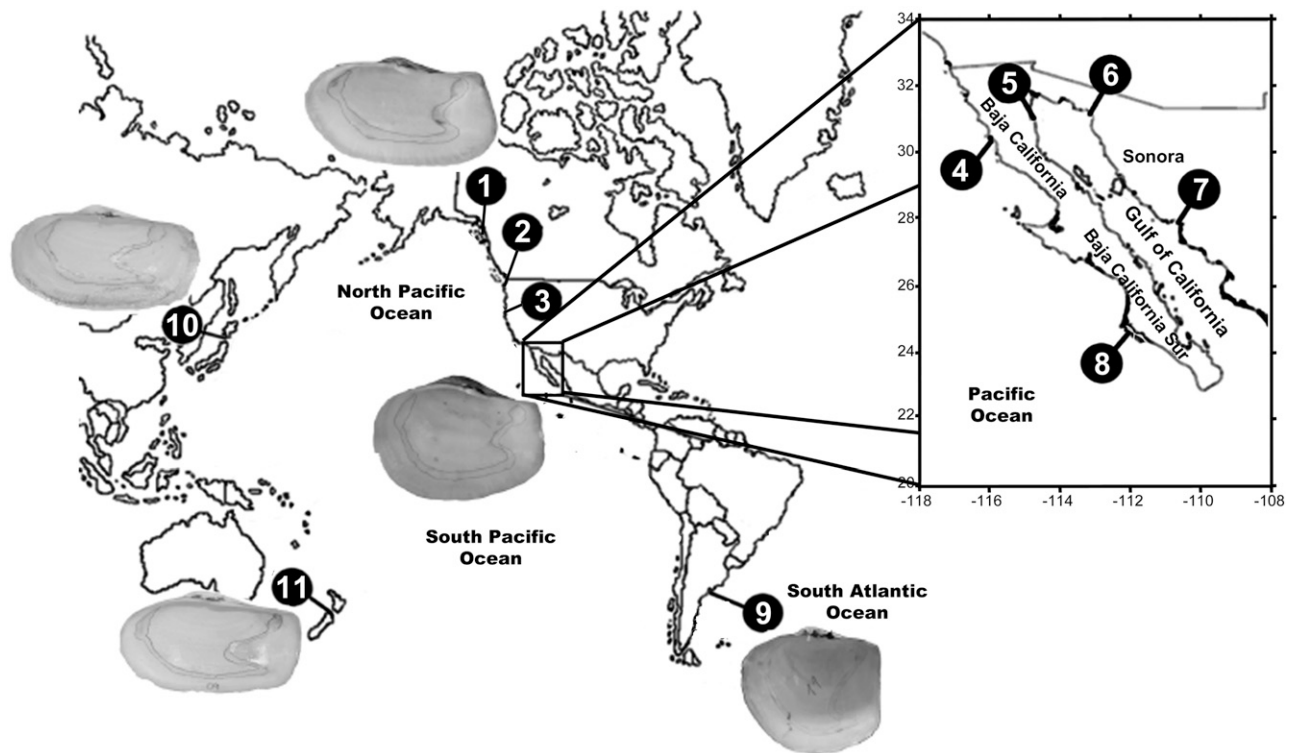 34
32
30
28
26
24
22
20
-118
-116
-114
-112
-110
-108
1
2
3
4
5
6
7
8
9
10
11
North Pacific
Ocean
South Pacific
Ocean
South Atlantic
Ocean
Baja California
Sonora
Gulf of California
Baja California Sur
Pacific
Ocean